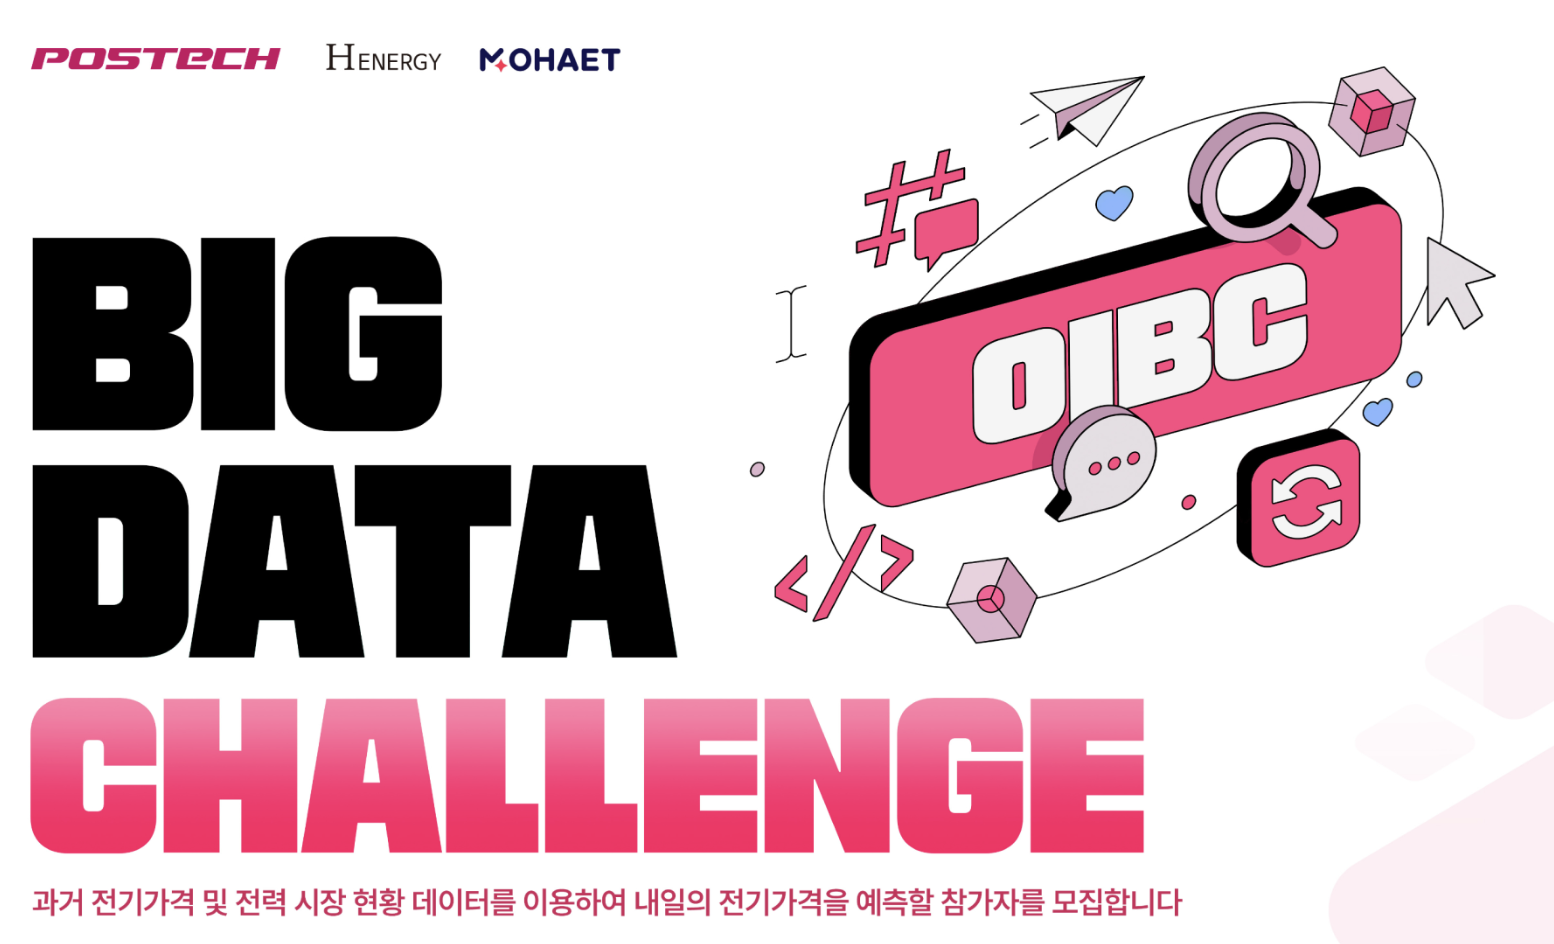 POSTECH HENERGY MOHAET
OIBC
BIG
DATA
CHALLENGE
과거 전기가격 및 전력 시장 현황 데이터를 이용하여 내일의 전기가격을 예측할 참가자를 모집합니다